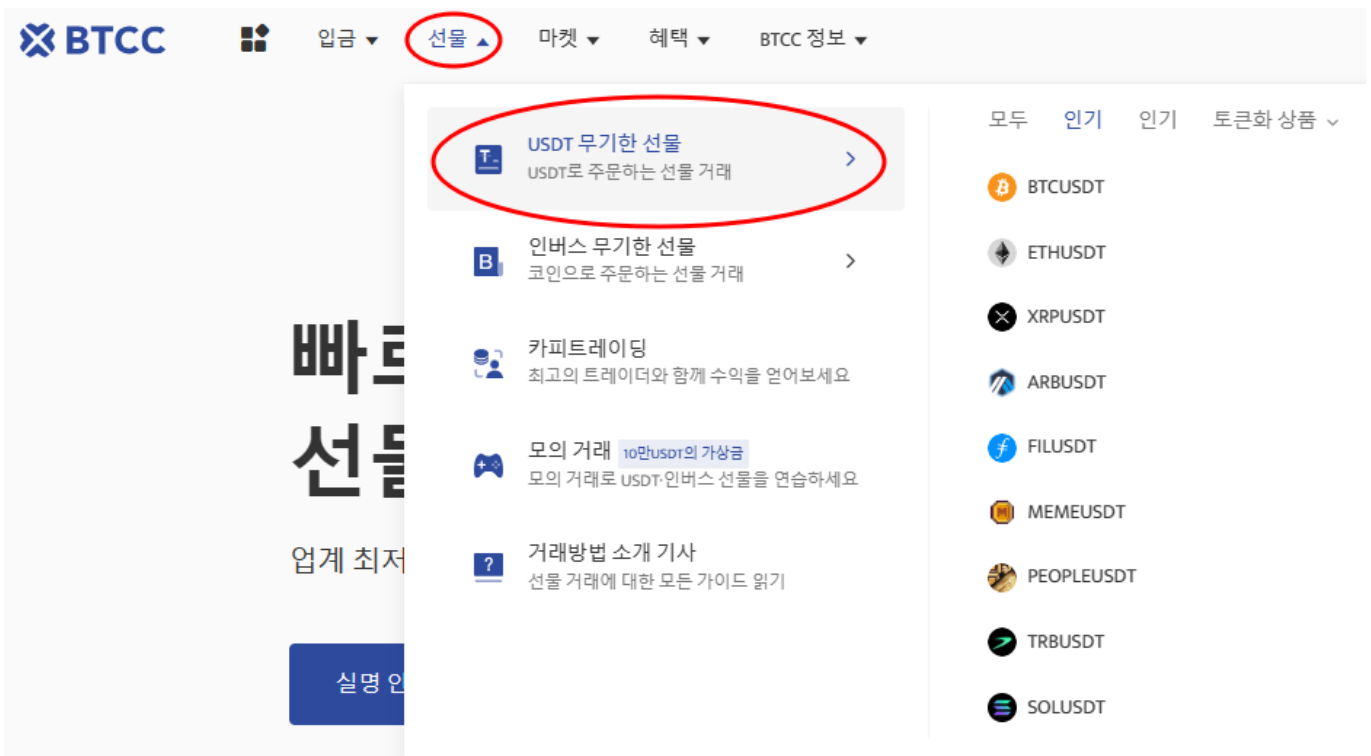 BTCC
입금 ▼
선물 ▲
마켓 ▼
혜택 ▼
BTCC 정보 ▼
USDT 무기한 선물
USDT로 주문하는 선물 거래
인버스 무기한 선물
코인으로 주문하는 선물 거래
카피트레이딩
최고의 트레이더와 함께 수익을 얻어보세요
모의 거래 10만USDT의 가상금
모의 거래로 USDT·인버스 선물을 연습하세요
거래방법 소개 기사
선물 거래에 대한 모든 가이드 읽기
모두 인기 인기 토큰화 상품
BTCUSDT
ETHUSDT
XRPUSDT
ARBUSDT
FILUSDT
MEMEUSDT
PEOPLEUSDT
TRBUSDT
SOLUSDT
빠르
선물
업계 최저
실명 인